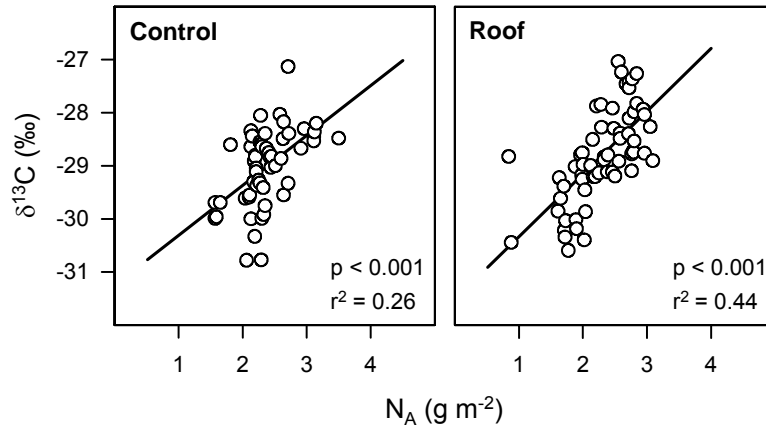 Control
Roof
δ¹³C (‰)
-27
-28
-29
-30
-31
p < 0.001
r² = 0.26
p < 0.001
r² = 0.44
1 2 3 4
1 2 3 4
N_A (g m⁻²)